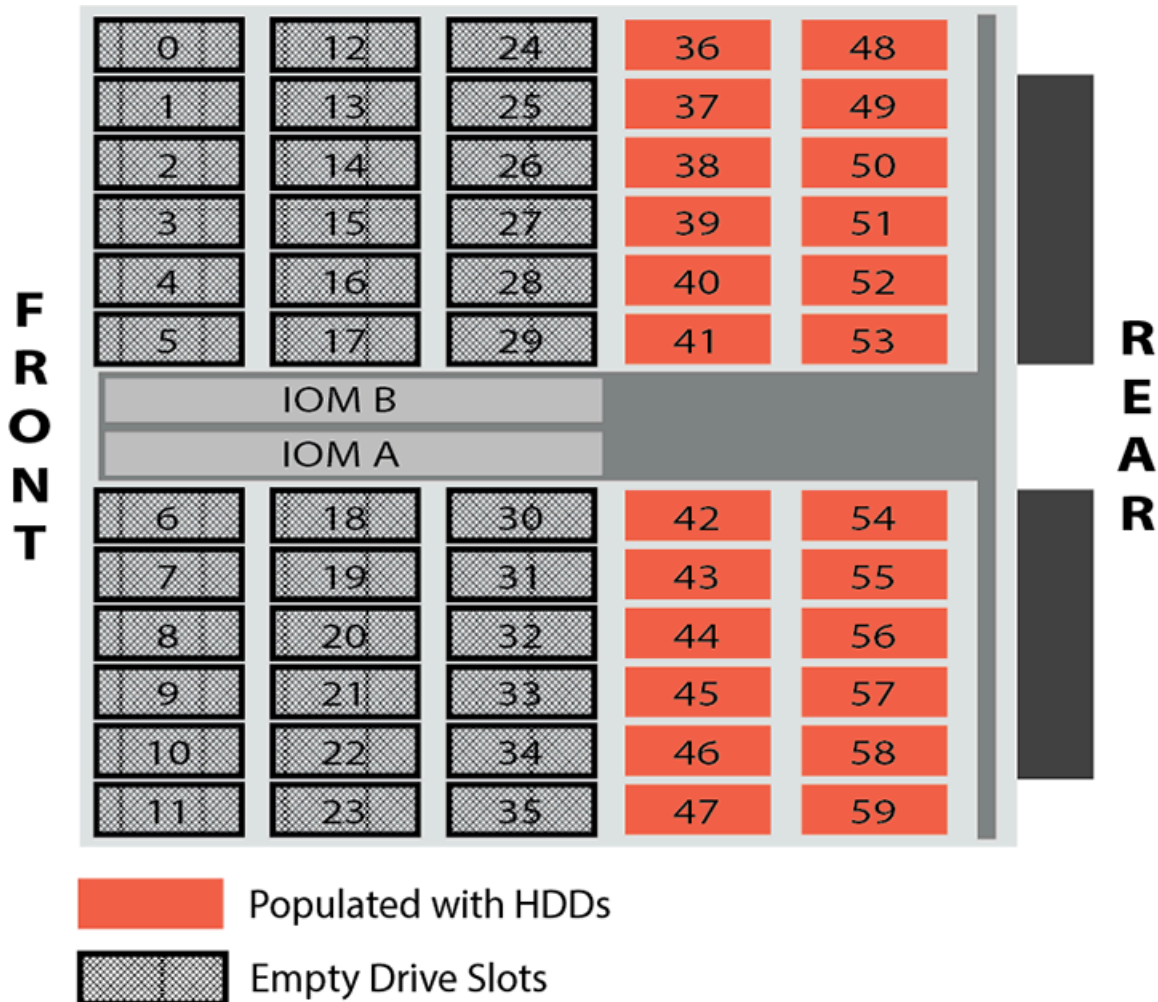 0 12 24 36 48
1 13 25 37 49
2 14 26 38 50
3 15 27 39 51
4 16 28 40 52
5 17 29 41 53
FRONT
IOM B
IOM A
REAR
6 18 30 42 54
7 19 31 43 55
8 20 32 44 56
9 21 33 45 57
10 22 34 46 58
11 23 35 47 59
Populated with HDDs
Empty Drive Slots